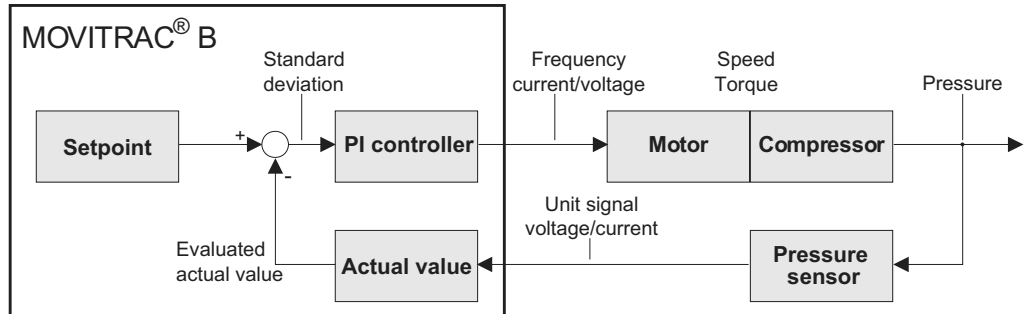 MOVITRAC® B
Standard
deviation
Frequency
current/voltage
Speed
Torque
Pressure
Setpoint
+
-
PI controller
Motor
Compressor
Unit signal
voltage/current
Evaluated
actual value
Actual value
Pressure
sensor